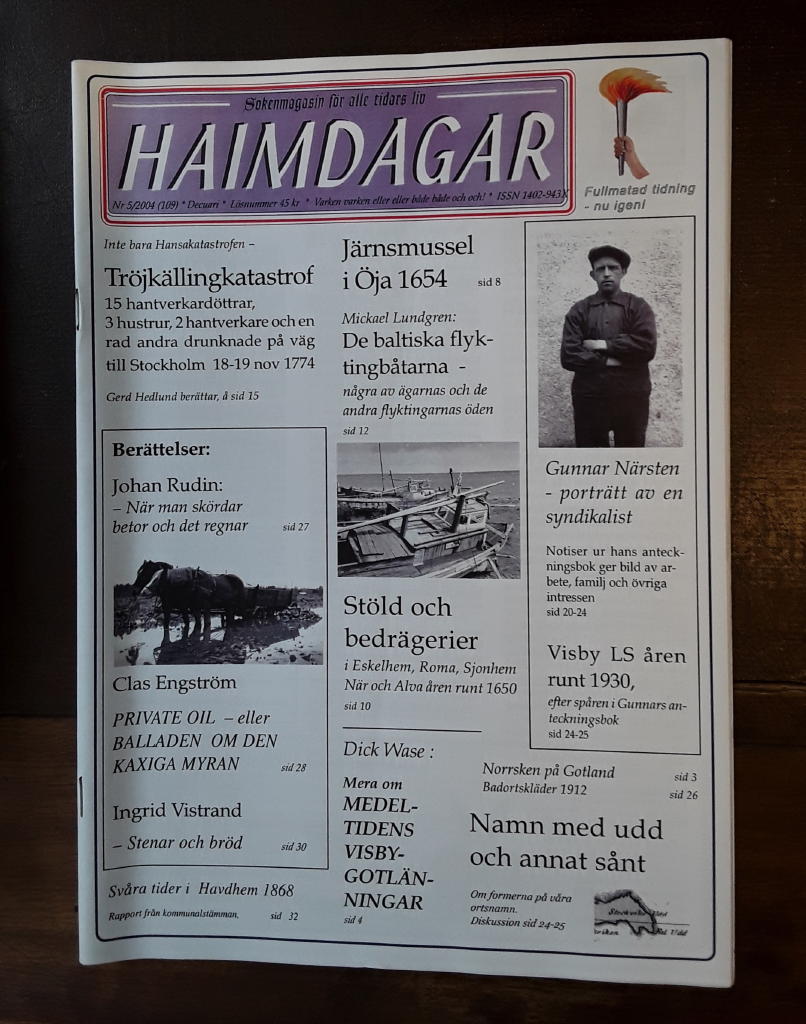 Sokenmagasin för alle tidars liv
HAIMDAGAR
Nr 5/2004 (109) * Decuari * Lösnummer 45 kr * Varken varken eller eller både både och och! * ISSN 1402-943X
Fullmatad tidning
- nu igen!
Inte bara Hansakatastrofen –
Tröjkällingkatastrof
15 hantverkardöttrar,
3 hustrur, 2 hantverkare och en
rad andra drunknade på väg
till Stockholm 18-19 nov 1774
Gerd Hedlund berättar, å sid 15
Berättelser:
Johan Rudin:
– När man skördar
betor och det regnar sid 27
Clas Engström
PRIVATE OIL – eller
BALLADEN OM DEN
KAXIGA MYRAN sid 28
Ingrid Vistrand
– Stenar och bröd sid 30
Svåra tider i Havdhem 1868
Rapport från kommunalstämman, sid 32
Järnsmussel
i Öja 1654 sid 8
Mickael Lundgren:
De baltiska flyk-
tingbåtarna -
några av ägarnas och de
andra flyktingarnas öden
sid 12
Stöld och
bedrägerier
i Eskelhem, Roma, Sjonhem
När och Alva åren runt 1650
sid 10
Dick Wase :
Mera om
MEDEL-
TIDENS
VISBY-
GOTLÄN-
NINGAR
sid 4
Gunnar Närsten
- porträtt av en
syndikalist
Notiser ur hans anteck-
ningsbok ger bild av ar-
bete, familj och övriga
intressen
sid 20-24
Visby LS åren
runt 1930,
efter spåren i Gunnars an-
teckningsbok
sid 24-25
Norrsken på Gotland sid 3
Badortskläder 1912 sid 26
Namn med udd
och annat sånt
Om formerna på våra
ortsnamn.
Diskussion sid 24-25
Udd